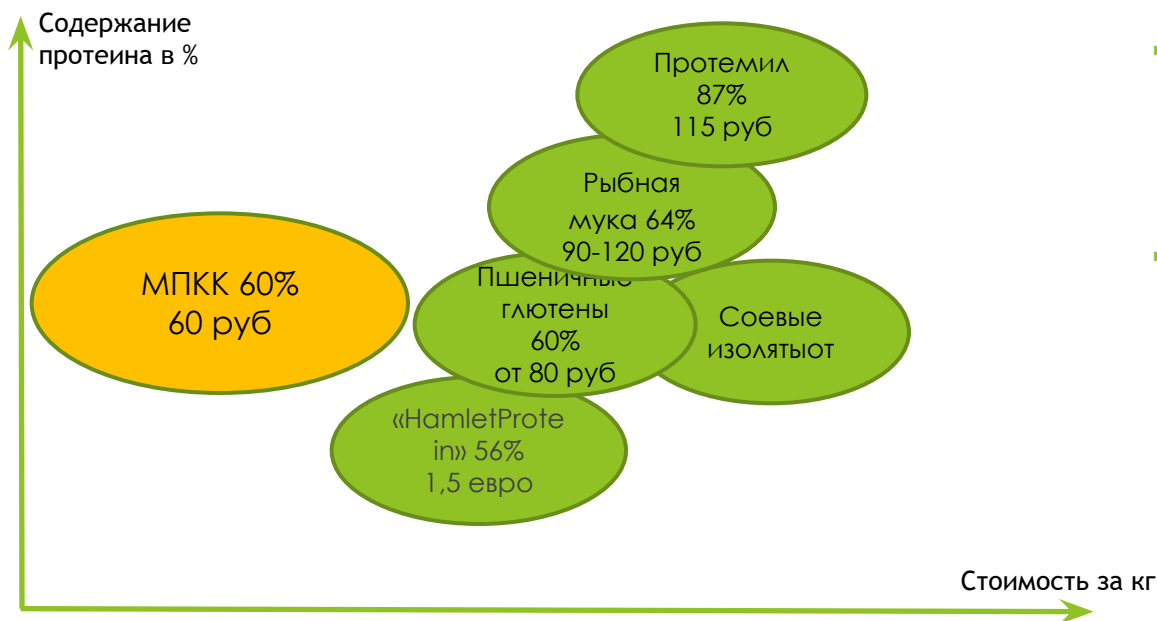 Содержание
протеина в %
Протемил
87%
115 руб
Рыбная
мука 64%
90-120 руб
МПКК 60%
60 руб
Пшеничные
глютены
60%
от 80 руб
Соевые
изолятыот
«HamletProte
in» 56%
1,5 евро
Стоимость за кг